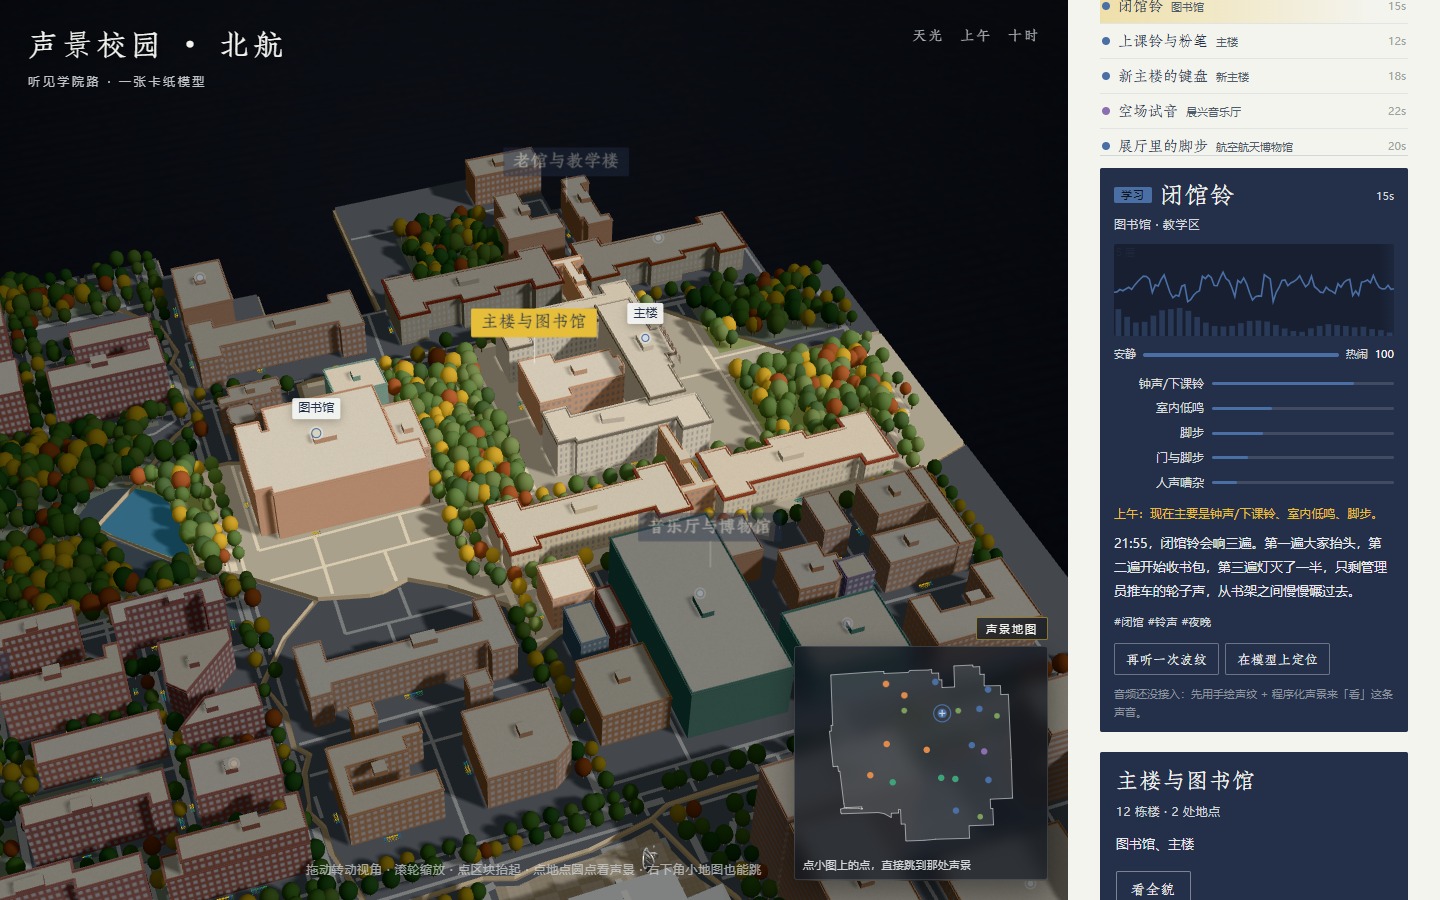 声景校园 · 北航
听见学院路 · 一张卡纸模型
天光 上午 十时
老馆与教学楼
主楼与图书馆
主楼
图书馆
音乐厅与博物馆
声景地图
点小图上的点，直接跳到那处声景
拖动转动视角 · 滚轮缩放 · 点区块抬起 · 点地点圆点看声景 · 右下角小地图也能跳
闭馆铃 图书馆 15s
上课铃与粉笔 主楼 12s
新主楼的键盘 新主楼 18s
空场试音 晨兴音乐厅 22s
展厅里的脚步 航空航天博物馆 20s
学习 闭馆铃 15s
图书馆 · 教学区
安静 热闹 100
钟声/下课铃
室内低鸣
脚步
门与脚步
人声嘈杂
上午：现在主要是钟声/下课铃、室内低鸣、脚步。
21:55，闭馆铃会响三遍。第一遍大家抬头，第
二遍开始收书包，第三遍灯灭了一半，只剩管理
员推车的轮子声，从书架之间慢慢碾过去。
#闭馆 #铃声 #夜晚
再听一次波纹 在模型上定位
音频还没接入：先用手绘声纹 + 程序化声景来「看」这条
声音。
主楼与图书馆
12 栋楼 · 2 处地点
图书馆、主楼
看全貌